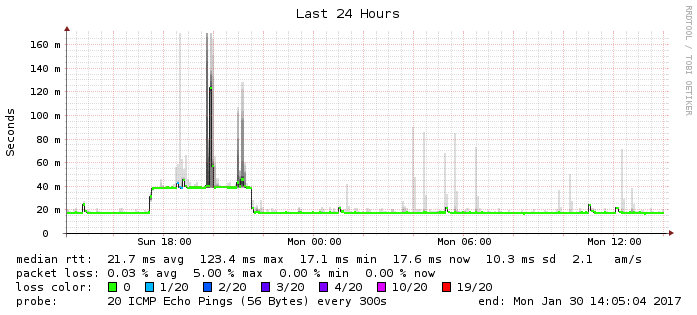 Last 24 Hours
RRDTOOL / TOBI OETIKER
Seconds
160 m
140 m
120 m
100 m
80 m
60 m
40 m
20 m
0
Sun 18:00 Mon 00:00 Mon 06:00 Mon 12:00
median rtt: 21.7 ms avg 123.4 ms max 17.1 ms min 17.6 ms now 10.3 ms sd 2.1 am/s
packet loss: 0.03 % avg 5.00 % max 0.00 % min 0.00 % now
loss color: 0 1/20 2/20 3/20 4/20 10/20 19/20
probe: 20 ICMP Echo Pings (56 Bytes) every 300s end: Mon Jan 30 14:05:04 2017